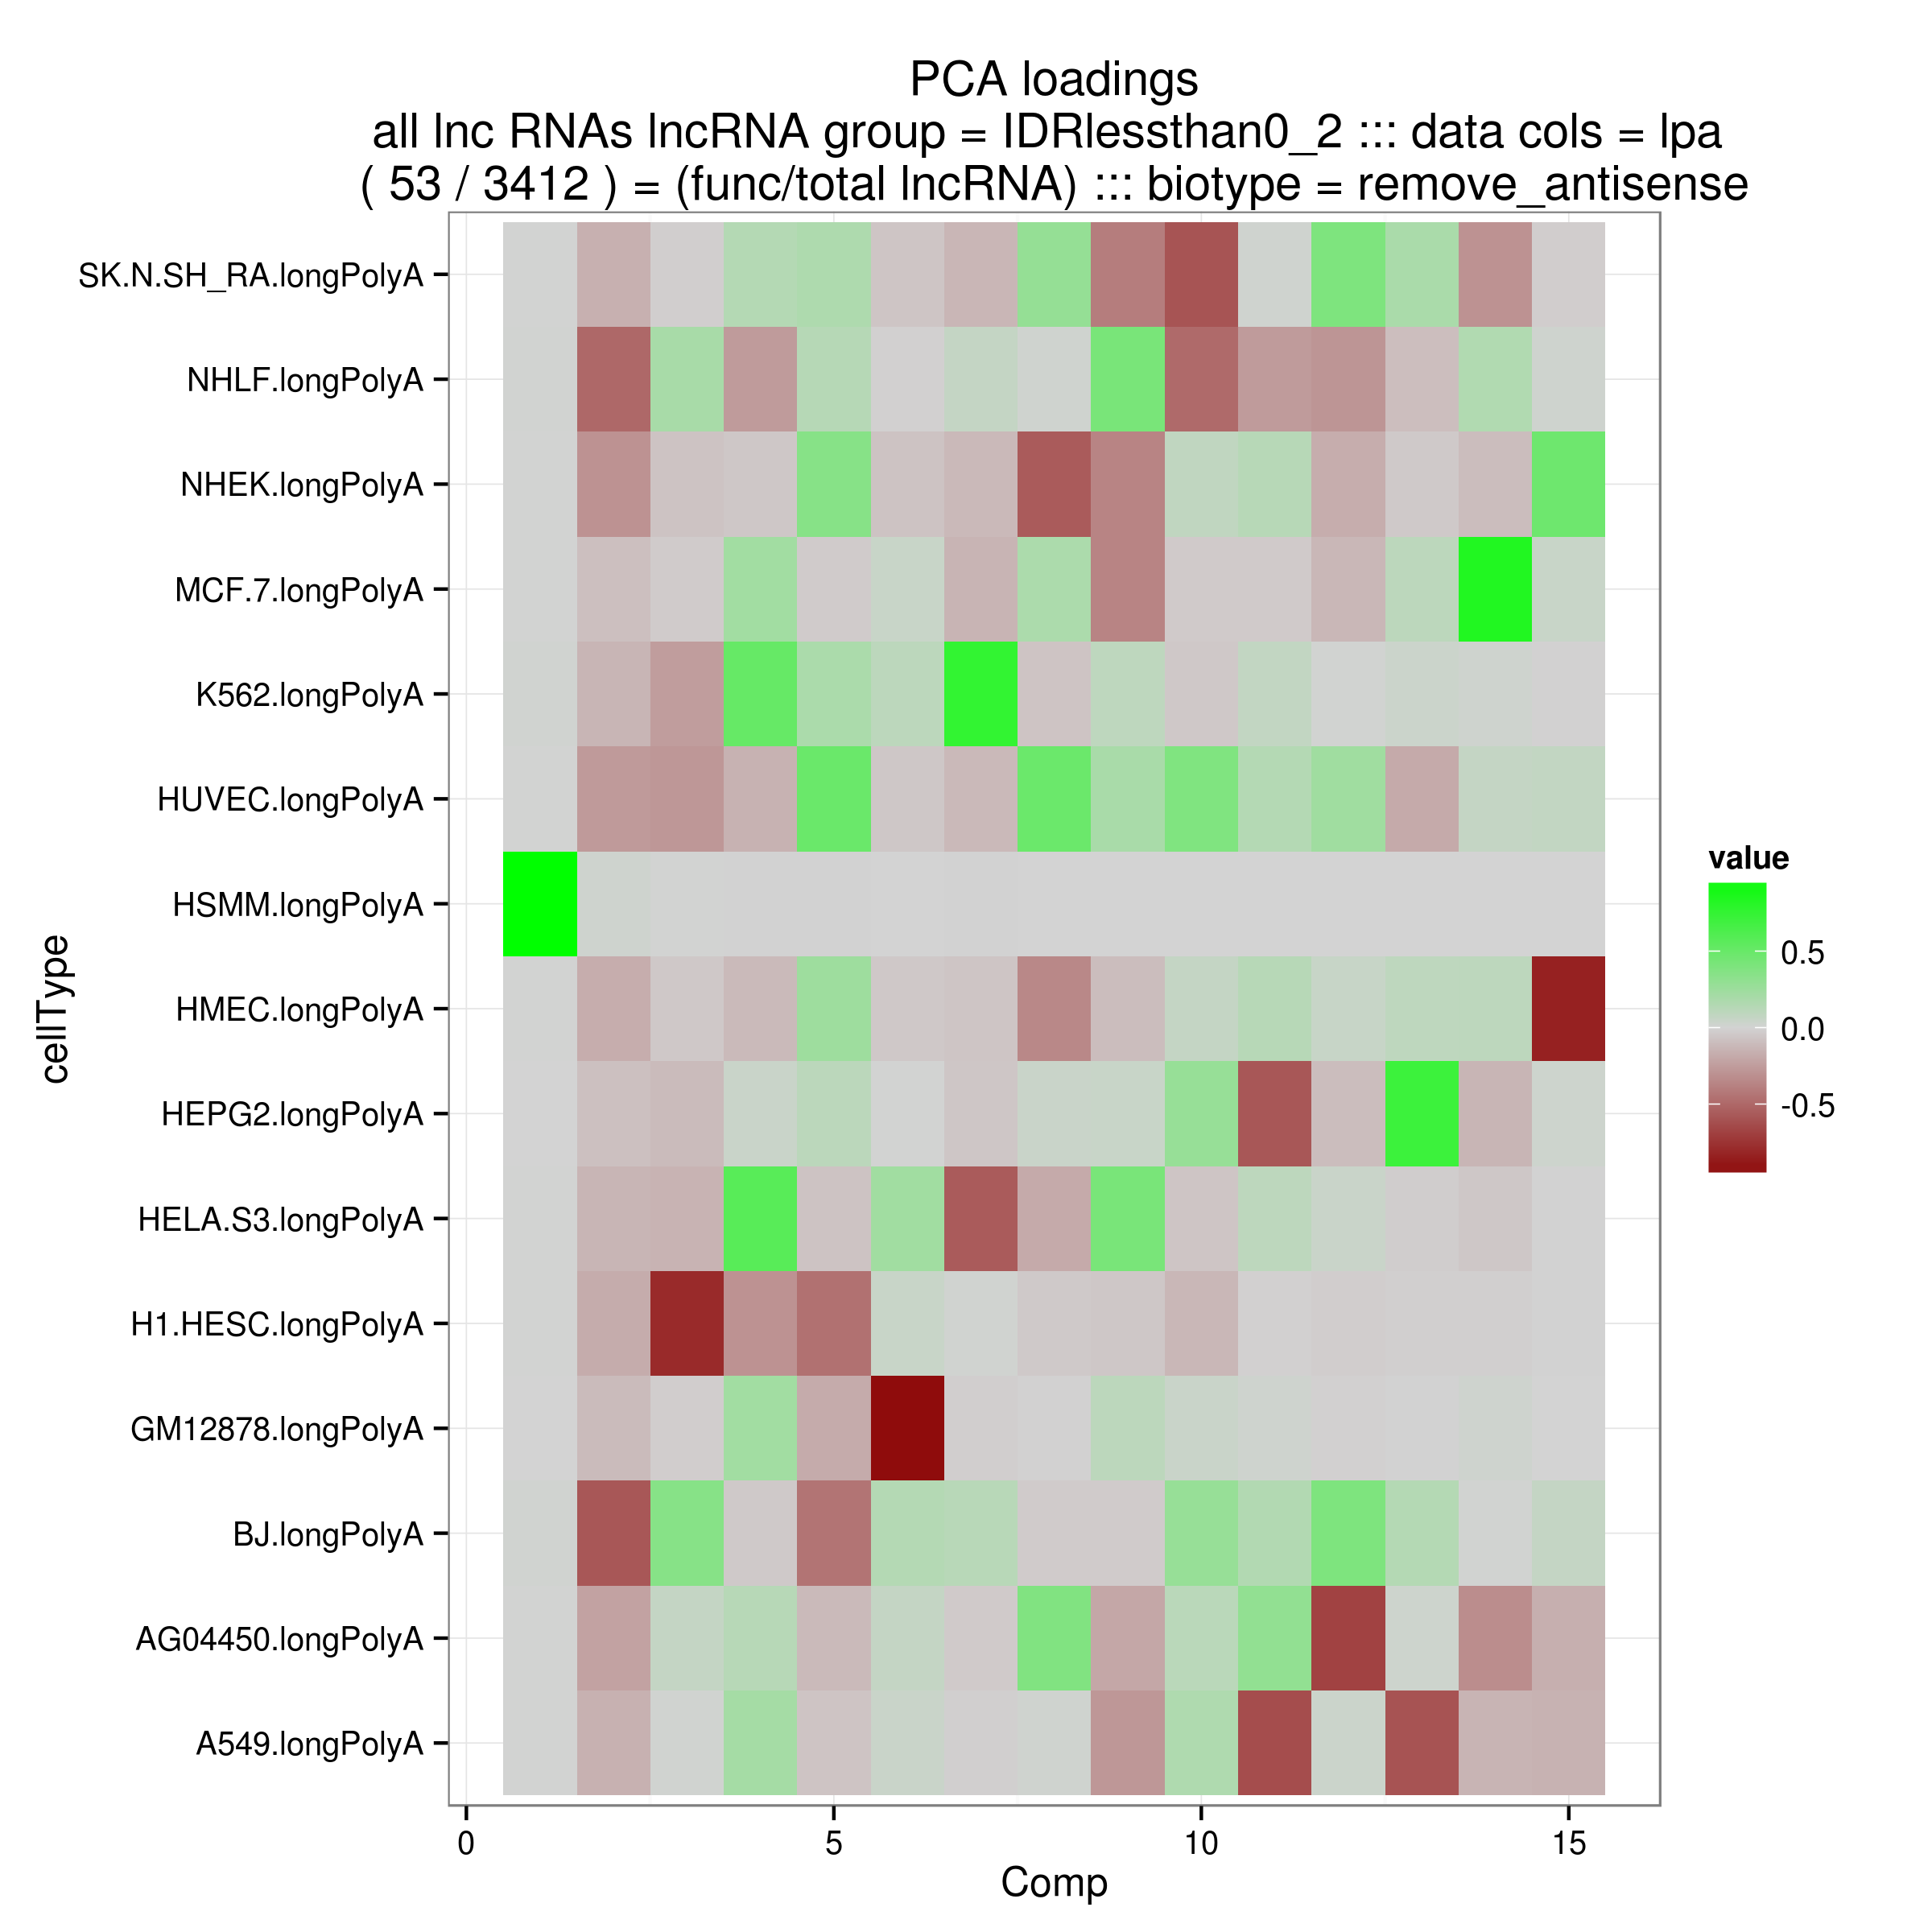 PCA loadings
all lnc RNAs lncRNA group = IDRlessthan0_2 ::: data cols = lpa
( 53 / 3412 ) = (func/total lncRNA) ::: biotype = remove_antisense
SK.N.SH_RA.longPolyA
NHLF.longPolyA
NHEK.longPolyA
MCF.7.longPolyA
K562.longPolyA
HUVEC.longPolyA
HSMM.longPolyA
HMEC.longPolyA
HEPG2.longPolyA
HELA.S3.longPolyA
H1.HESC.longPolyA
GM12878.longPolyA
BJ.longPolyA
AG04450.longPolyA
A549.longPolyA
cellType
0 5 10 15
Comp
value
0.5
0.0
-0.5